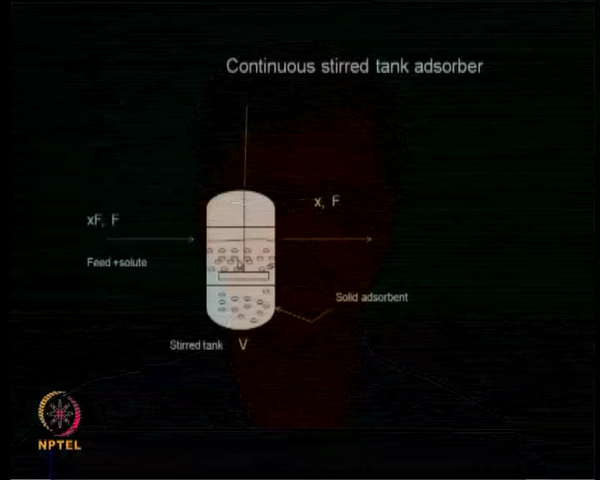 Continuous stirred tank adsorber
x, F
xF, F
Feed +solute
Solid adsorbent
Stirred tank V
NPTEL